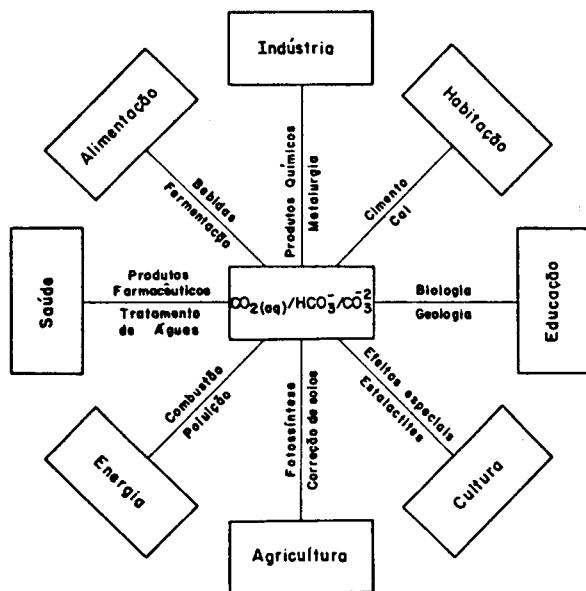 Indústria
Alimentação
Habitação
Bebidas
Fermentação
Produtos Químicos
Metalurgia
Cimento
Cal
Saúde
Produtos
Farmacêuticos
Tratamento
de Águas
CO2(aq)/HCO3-/CO3-2
Biologia
Geologia
Educação
Combustão
Poluição
Fotossíntese
Correção de solos
Efeitos especiais
Estalactites
Energia
Agricultura
Cultura